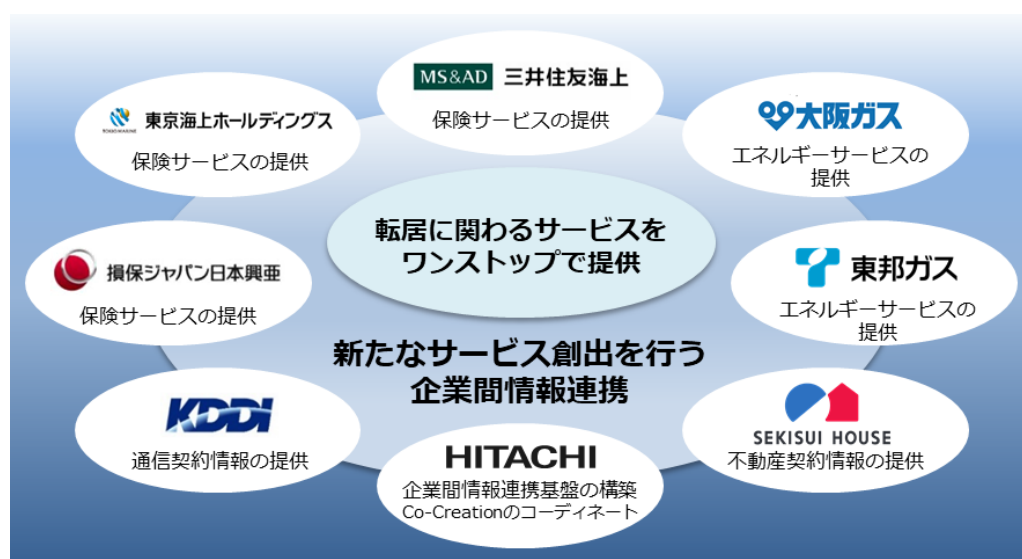 MS&AD 三井住友海上
保険サービスの提供
東京海上ホールディングス
保険サービスの提供
大阪ガス
エネルギーサービスの
提供
転居に関わるサービスを
ワンストップで提供
損保ジャパン日本興亜
保険サービスの提供
東邦ガス
エネルギーサービスの
提供
新たなサービス創出を行う
企業間情報連携
KDDI
通信契約情報の提供
HITACHI
企業間情報連携基盤の構築
Co-Creationのコーディネート
SEKISUI HOUSE
不動産契約情報の提供